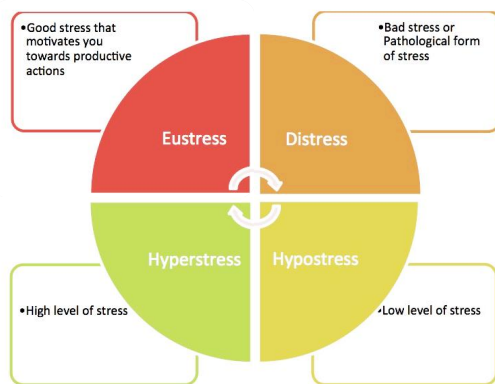 •Good stress that
motivates you
towards productive
actions
•Bad stress or
Pathological form
of stress
Eustress
Distress
Hyperstress
Hypostress
•High level of stress
•Low level of stress